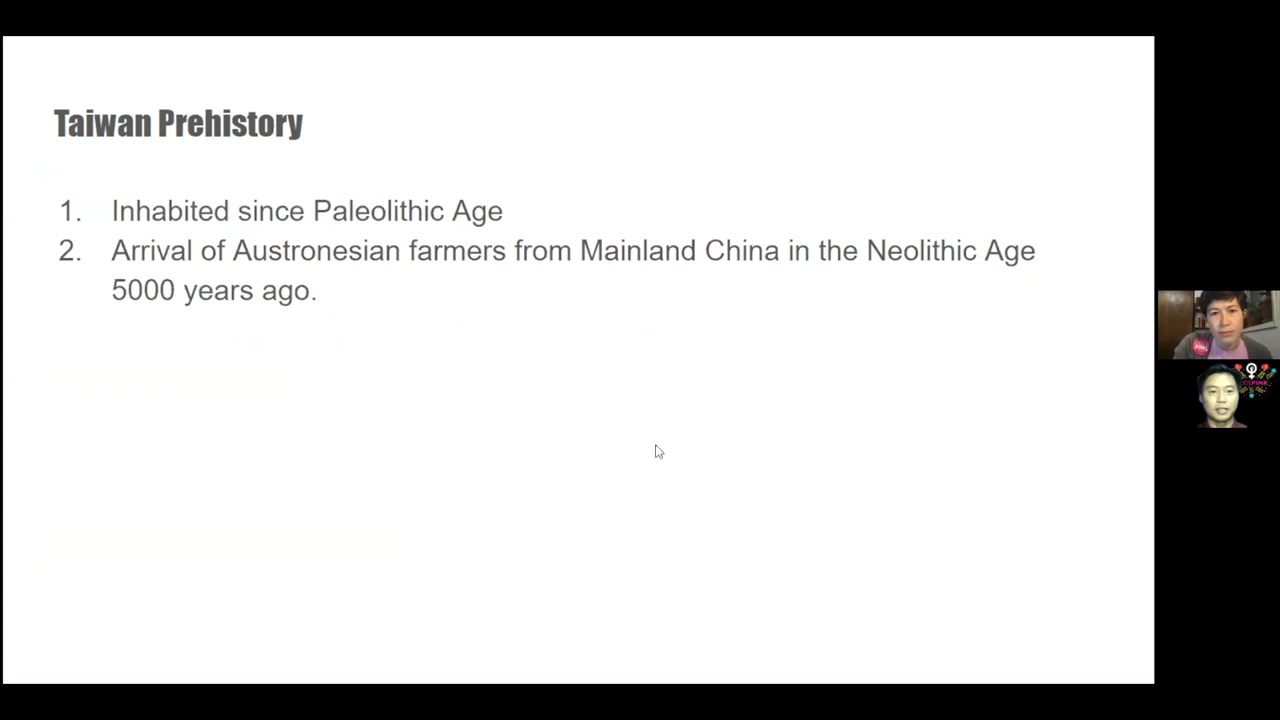 Taiwan Prehistory
1. Inhabited since Paleolithic Age
2. Arrival of Austronesian farmers from Mainland China in the Neolithic Age
5000 years ago.